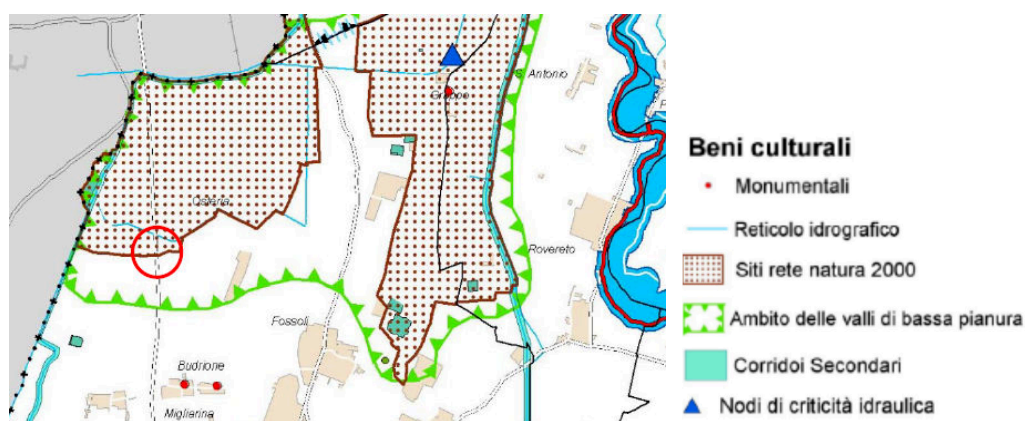 S. Antonio
Gruppo
Osteria
Rovereto
Fossoli
Budrione
Migliarina
Beni culturali
Monumentali
Reticolo idrografico
Siti rete natura 2000
Ambito delle valli di bassa pianura
Corridoi Secondari
Nodi di criticità idraulica